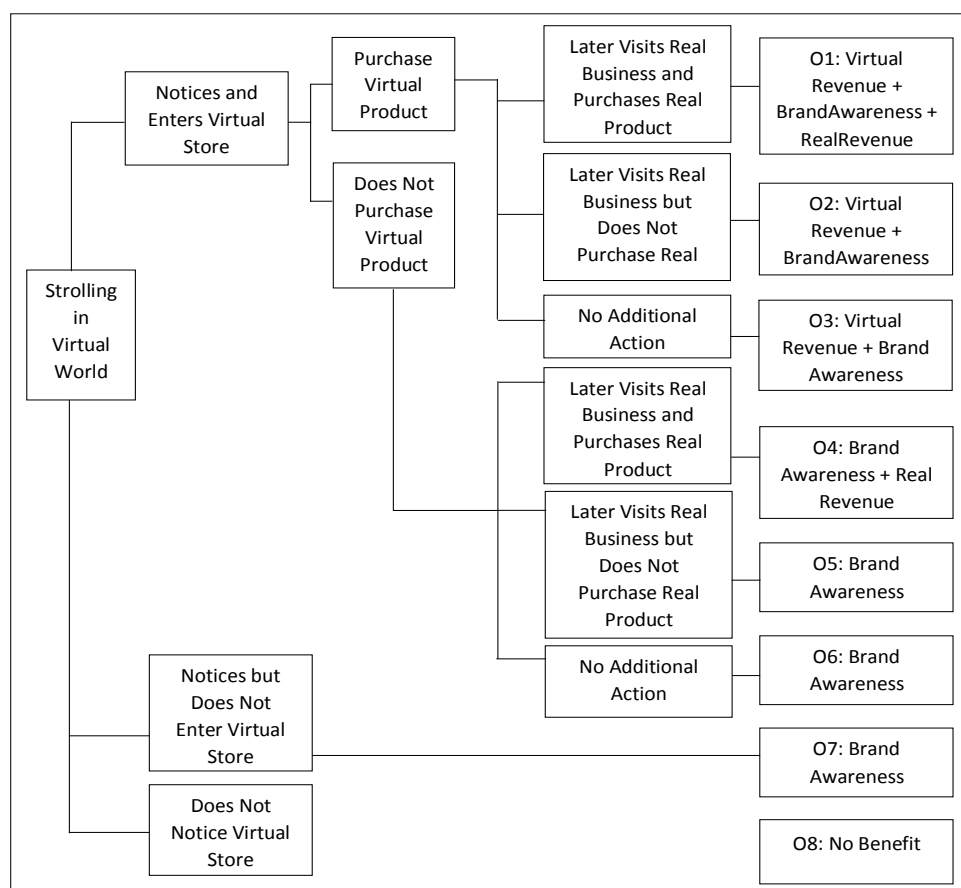 Strolling
in
Virtual
World
Notices and
Enters Virtual
Store
Purchase
Virtual
Product
Does Not
Purchase
Virtual
Product
Later Visits Real
Business and
Purchases Real
Product
O1: Virtual
Revenue +
BrandAwareness +
RealRevenue
Later Visits Real
Business but
Does Not
Purchase Real
O2: Virtual
Revenue +
BrandAwareness
No Additional
Action
O3: Virtual
Revenue + Brand
Awareness
Later Visits Real
Business and
Purchases Real
Product
O4: Brand
Awareness + Real
Revenue
Later Visits Real
Business but
Does Not
Purchase Real
Product
O5: Brand
Awareness
No Additional
Action
O6: Brand
Awareness
Notices but
Does Not
Enter Virtual
Store
O7: Brand
Awareness
Does Not
Notice Virtual
Store
O8: No Benefit